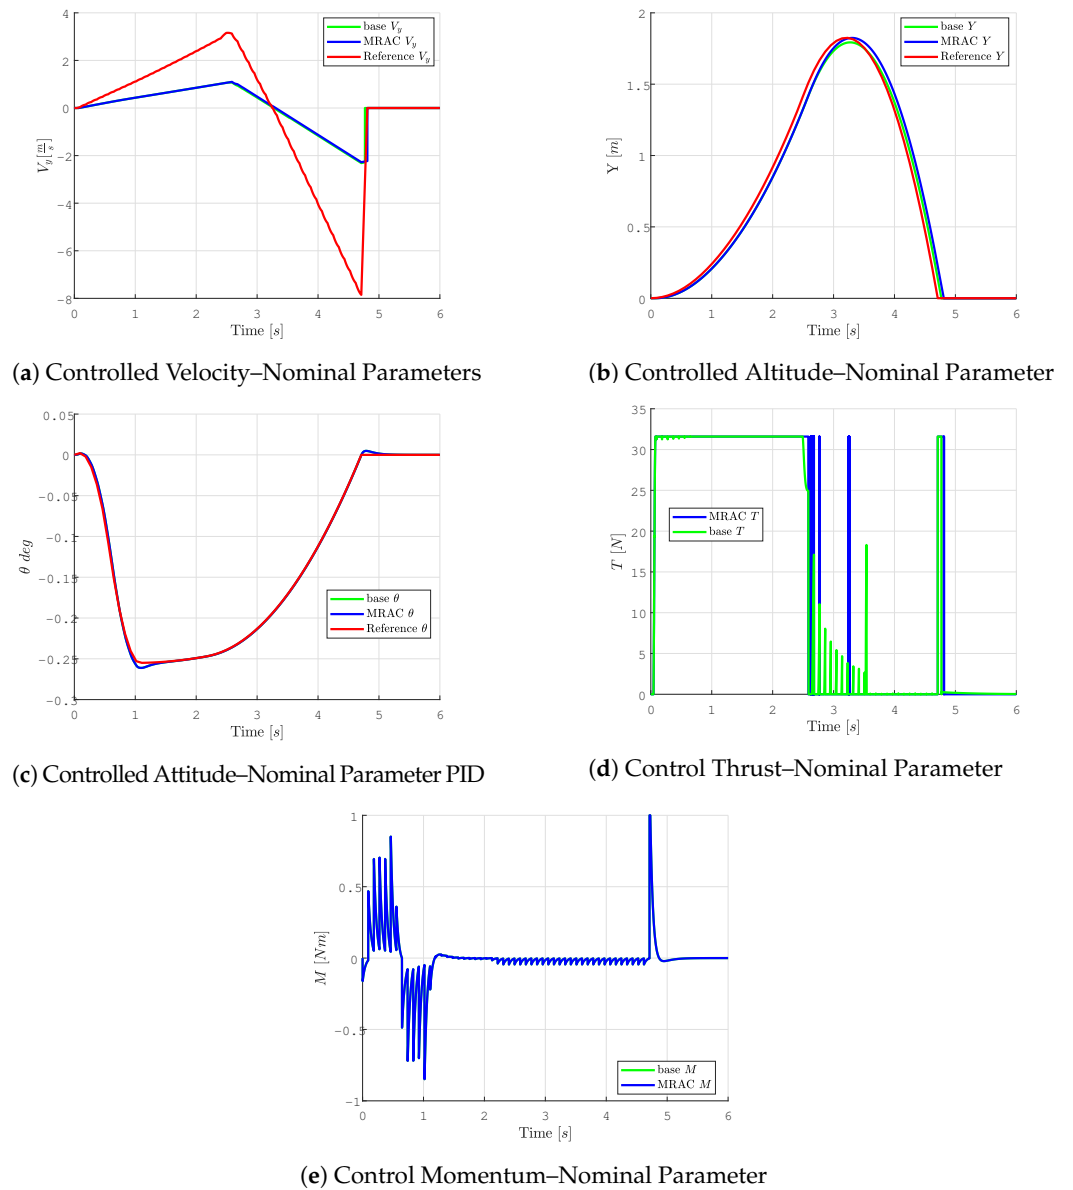 4
2
0
−2
−4
−6
−8
V_y [m/s]
base V_y
MRAC V_y
Reference V_y
0 1 2 3 4 5 6
Time [s]
(a) Controlled Velocity–Nominal Parameters
2
1.5
1
0.5
0
Y [m]
base Y
MRAC Y
Reference Y
0 1 2 3 4 5 6
Time [s]
(b) Controlled Altitude–Nominal Parameter
0.05
0
−0.05
−0.1
−0.15
−0.2
−0.25
−0.3
θ deg
base θ
MRAC θ
Reference θ
0 1 2 3 4 5 6
Time [s]
(c) Controlled Attitude–Nominal Parameter PID
35
30
25
20
15
10
5
0
T [N]
MRAC T
base T
0 1 2 3 4 5 6
Time [s]
(d) Control Thrust–Nominal Parameter
1
0.5
0
−0.5
−1
M [Nm]
base M
MRAC M
0 1 2 3 4 5 6
Time [s]
(e) Control Momentum–Nominal Parameter